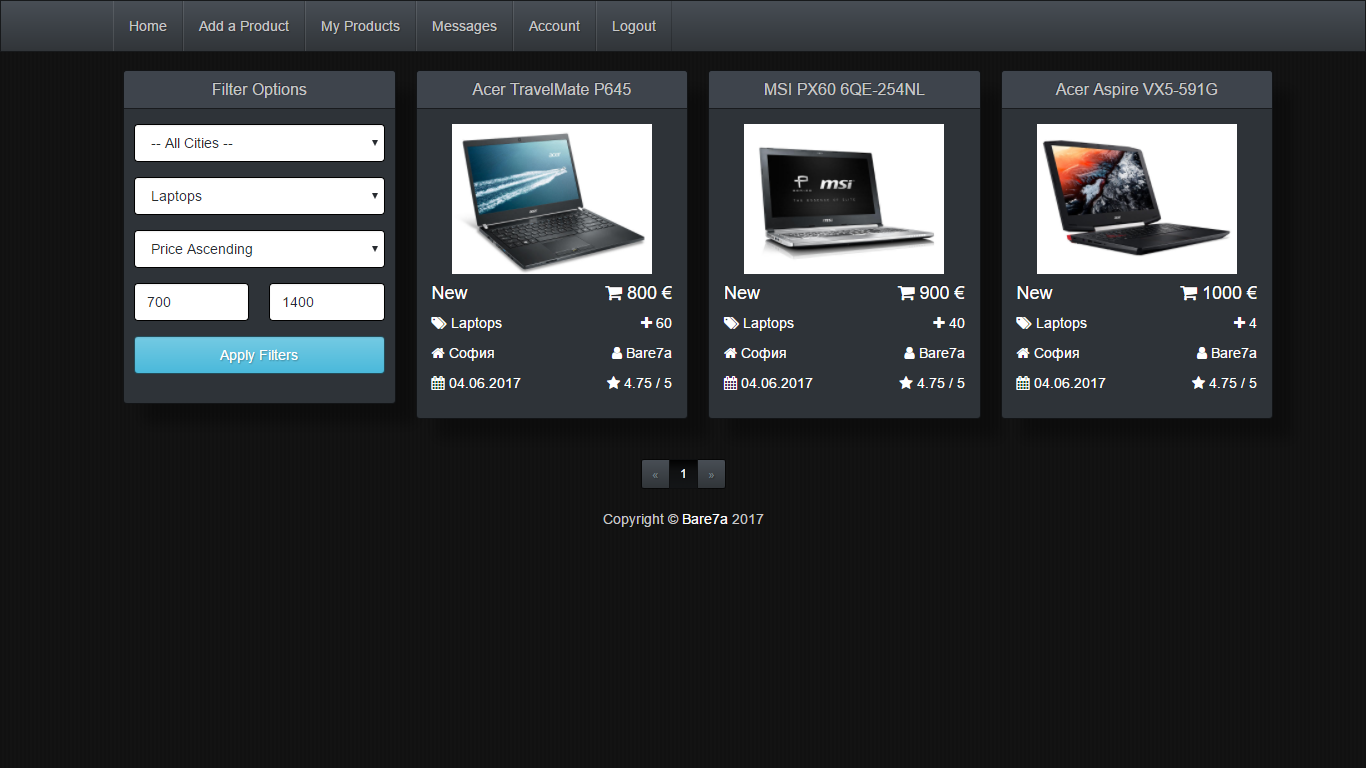 Home
Add a Product
My Products
Messages
Account
Logout
Filter Options
-- All Cities --
Laptops
Price Ascending
700
1400
Apply Filters
Acer TravelMate P645
acer
New
800 €
Laptops
60
София
Bare7a
04.06.2017
4.75 / 5
MSI PX60 6QE-254NL
msi
New
900 €
Laptops
40
София
Bare7a
04.06.2017
4.75 / 5
Acer Aspire VX5-591G
New
1000 €
Laptops
4
София
Bare7a
04.06.2017
4.75 / 5
« 1 »
Copyright © Bare7a 2017